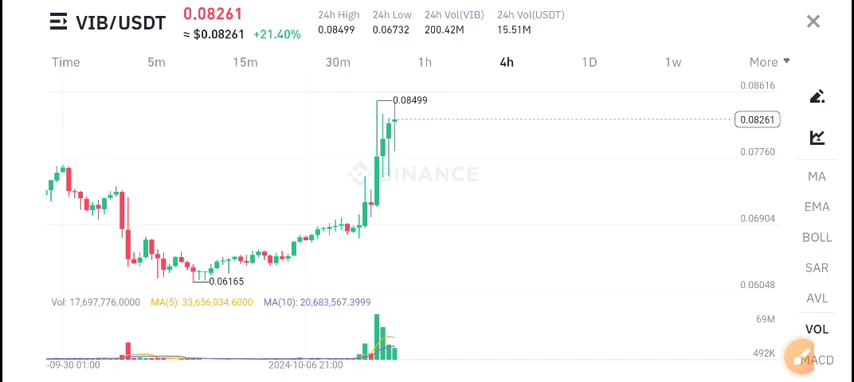 VIB/USDT
0.08261
≈ $0.08261 +21.40%
24h High 24h Low 24h Vol(VIB) 24h Vol(USDT)
0.08499 0.06732 200.42M 15.51M
Time 5m 15m 30m 1h 4h 1D 1w More
0.08616
0.08499
0.08261
0.07760
BINANCE
0.06904
0.06165
0.06048
MA
EMA
BOLL
SAR
AVL
VOL
MACD
Vol: 17,697,776.0000 MA(5): 33,656,034.6000 MA(10): 20,683,567.3999
69M
492K
-09-30 01:00 2024-10-06 21:00